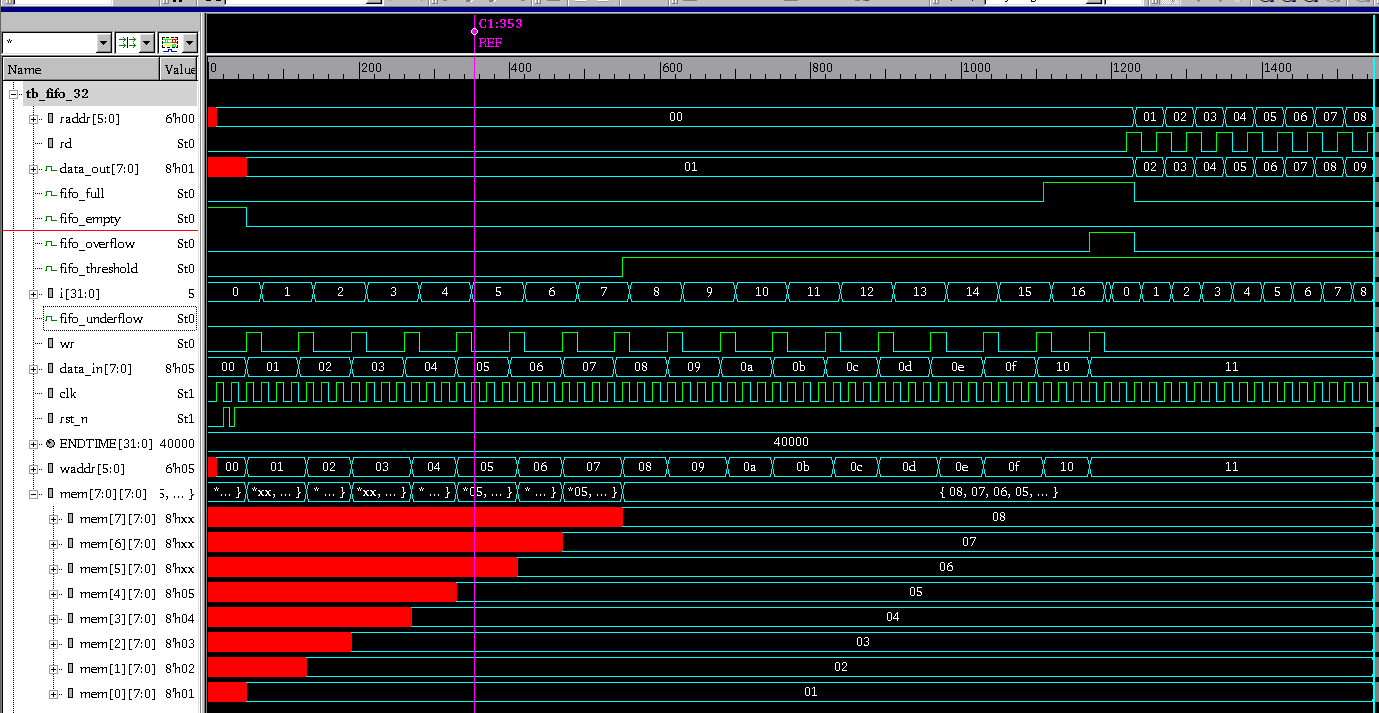 C1:353
REF
*
Name Value 0 200 400 600 800 1000 1200 1400
tb_fifo_32
raddr[5:0] 6'h00 00 01 02 03 04 05 06 07 08
rd St0
data_out[7:0] 8'h01 01 02 03 04 05 06 07 08 09
fifo_full St0
fifo_empty St0
fifo_overflow St0
fifo_threshold St0
i[31:0] 5 0 1 2 3 4 5 6 7 8 9 10 11 12 13 14 15 16 0 1 2 3 4 5 6 7 8
fifo_underflow St0
wr St0
data_in[7:0] 8'h05 00 01 02 03 04 05 06 07 08 09 0a 0b 0c 0d 0e 0f 10 11
clk St1
rst_n St1
ENDTIME[31:0] 40000 40000
waddr[5:0] 6'h05 00 01 02 03 04 05 06 07 08 09 0a 0b 0c 0d 0e 0f 10 11
mem[7:0][7:0] 5, ... } *... } *xx, ... } * ... } *xx, ... } * ... } *05, ... } * ... } *05, ... } { 08, 07, 06, 05, ... }
mem[7][7:0] 8'hxx 08
mem[6][7:0] 8'hxx 07
mem[5][7:0] 8'hxx 06
mem[4][7:0] 8'h05 05
mem[3][7:0] 8'h04 04
mem[2][7:0] 8'h03 03
mem[1][7:0] 8'h02 02
mem[0][7:0] 8'h01 01